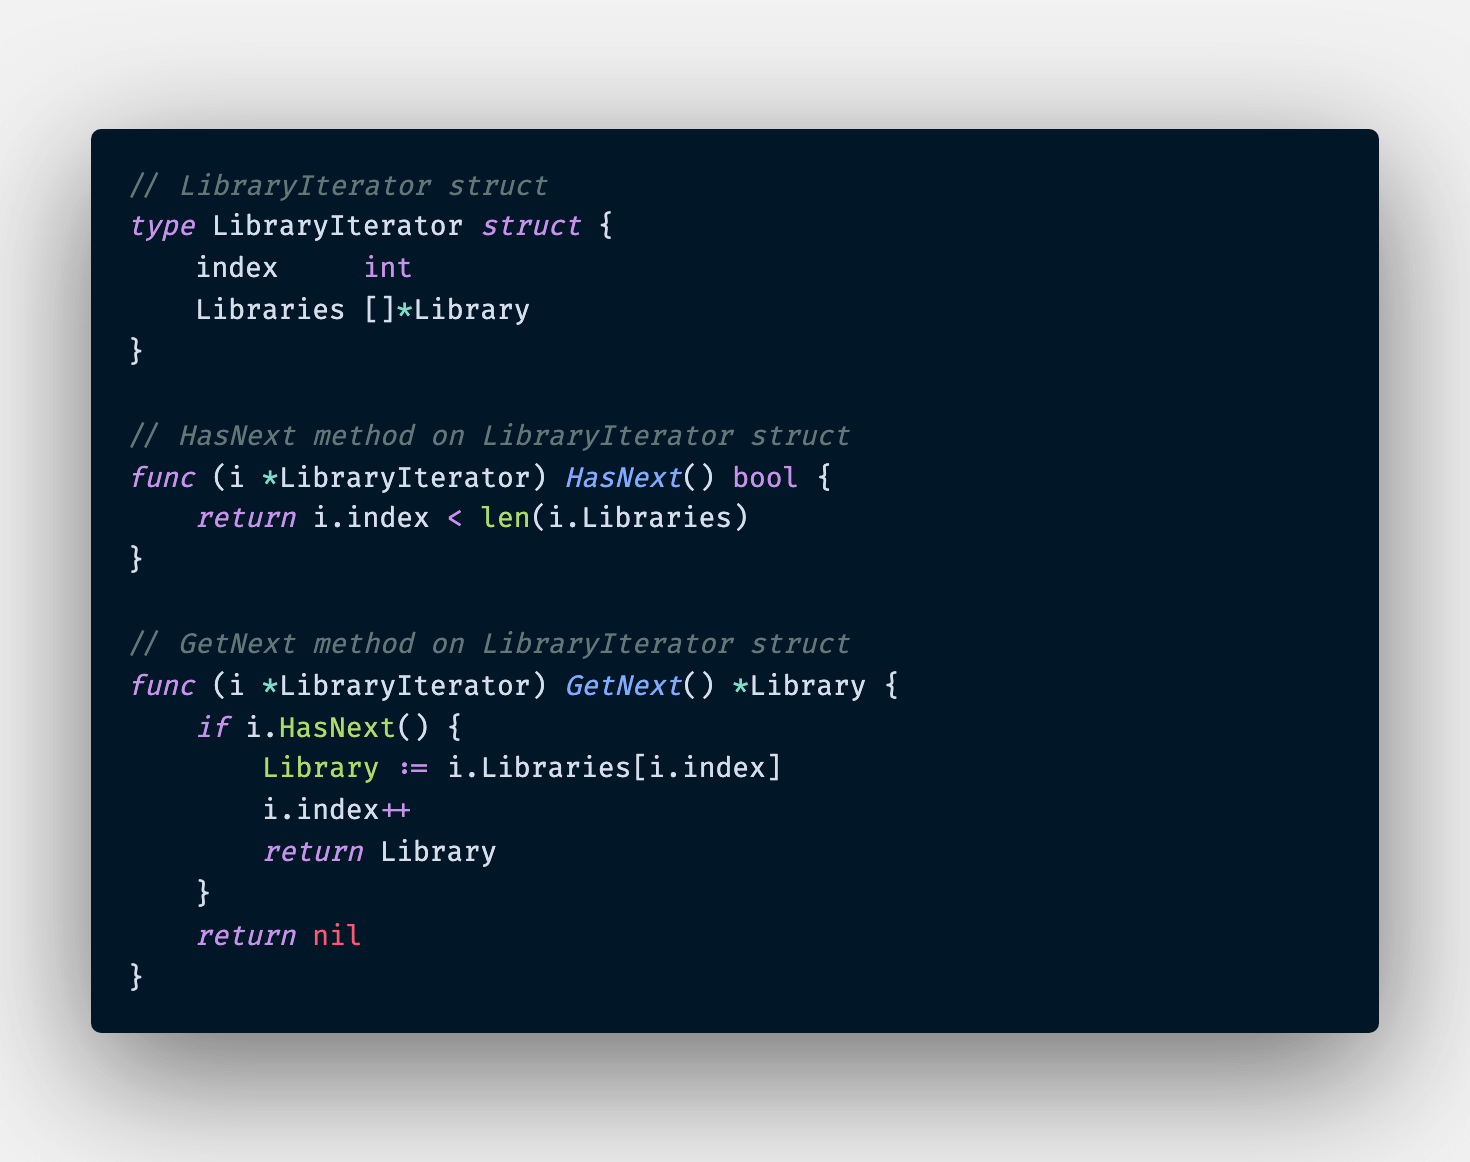 // LibraryIterator struct
type LibraryIterator struct {
    index     int
    Libraries []*Library
}

// HasNext method on LibraryIterator struct
func (i *LibraryIterator) HasNext() bool {
    return i.index < len(i.Libraries)
}

// GetNext method on LibraryIterator struct
func (i *LibraryIterator) GetNext() *Library {
    if i.HasNext() {
        Library := i.Libraries[i.index]
        i.index++
        return Library
    }
    return nil
}